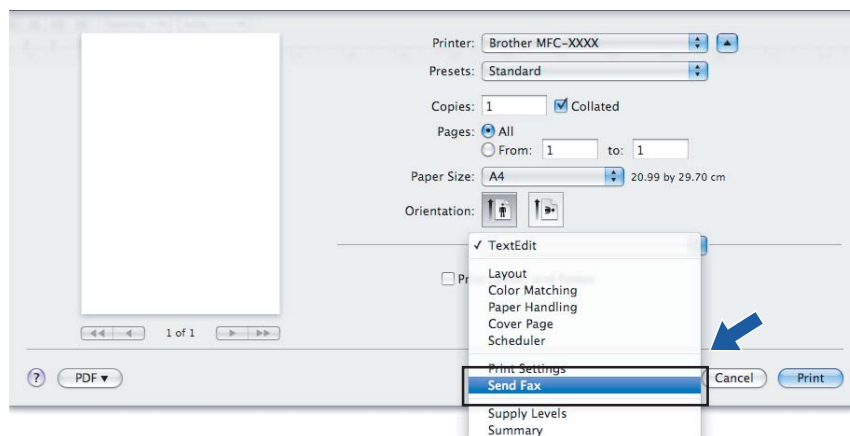 Printer: Brother MFC-XXXX
Presets: Standard
Copies: 1 Collated
Pages: All
From: 1 to: 1
Paper Size: A4 20.99 by 29.70 cm
Orientation:
✓ TextEdit
Layout
Color Matching
Paper Handling
Cover Page
Scheduler
Print Settings
Send Fax
Supply Levels
Summary
1 of 1
? PDF ▼ Cancel Print